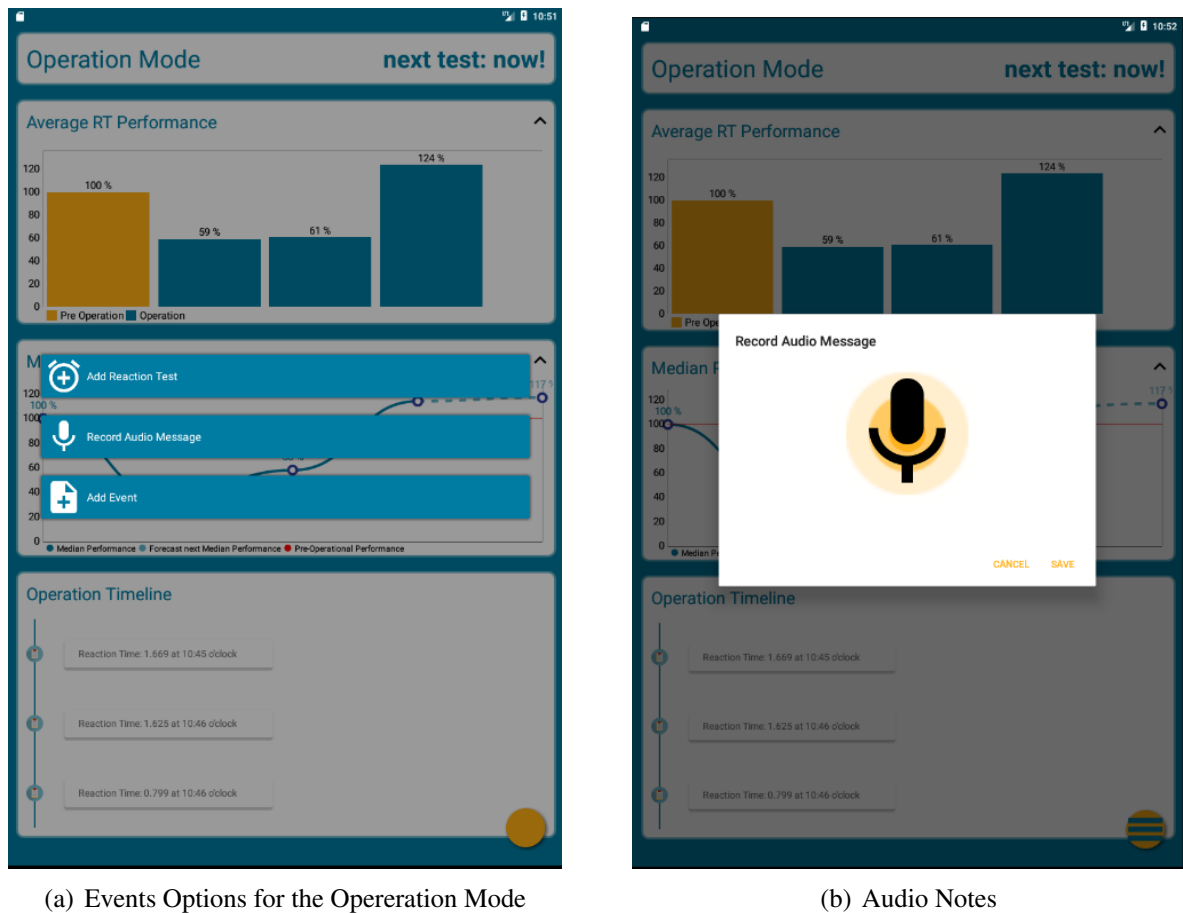 10:51
Operation Mode next test: now!
Average RT Performance
124 %
120
100 %
100
80
59 % 61 %
60
40
20
0
Pre Operation Operation
M
Add Reaction Test
117 %
120
100 %
100
Record Audio Message
80
60
40
Add Event
20
0
Median Performance Forecast next Median Performance Pre-Operational Performance
Operation Timeline
Reaction Time: 1.669 at 10:45 o'clock
Reaction Time: 1.625 at 10:46 o'clock
Reaction Time: 0.799 at 10:46 o'clock
(a) Events Options for the Opereration Mode
10:52
Operation Mode next test: now!
Average RT Performance
124 %
120
100 %
100
80
59 % 61 %
60
40
20
0
Pre Ope
Record Audio Message
Median
117
120
100 %
100
80
60
40
20
0
Median P
CANCEL SAVE
Operation Timeline
Reaction Time: 1.669 at 10:45 o'clock
Reaction Time: 1.625 at 10:46 o'clock
Reaction Time: 0.799 at 10:46 o'clock
(b) Audio Notes